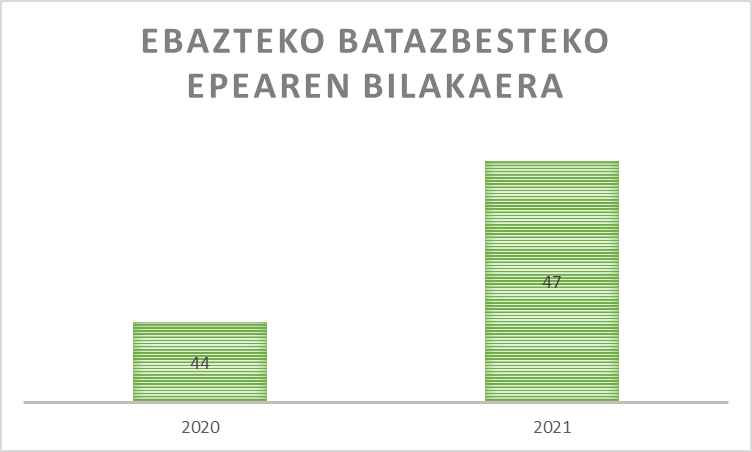 EBAZTEKO BATAZBESTEKO
EPEAREN BILAKAERA
47
44
2020
2021